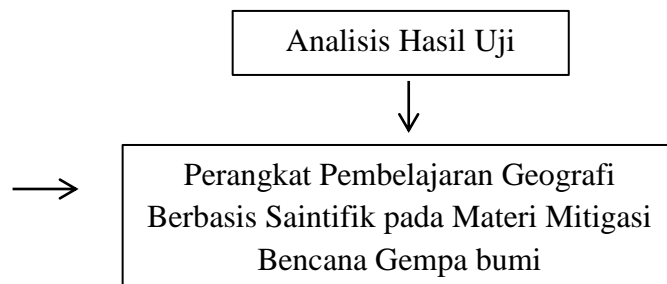 Analisis Hasil Uji
Perangkat Pembelajaran Geografi
Berbasis Saintifik pada Materi Mitigasi
Bencana Gempa bumi